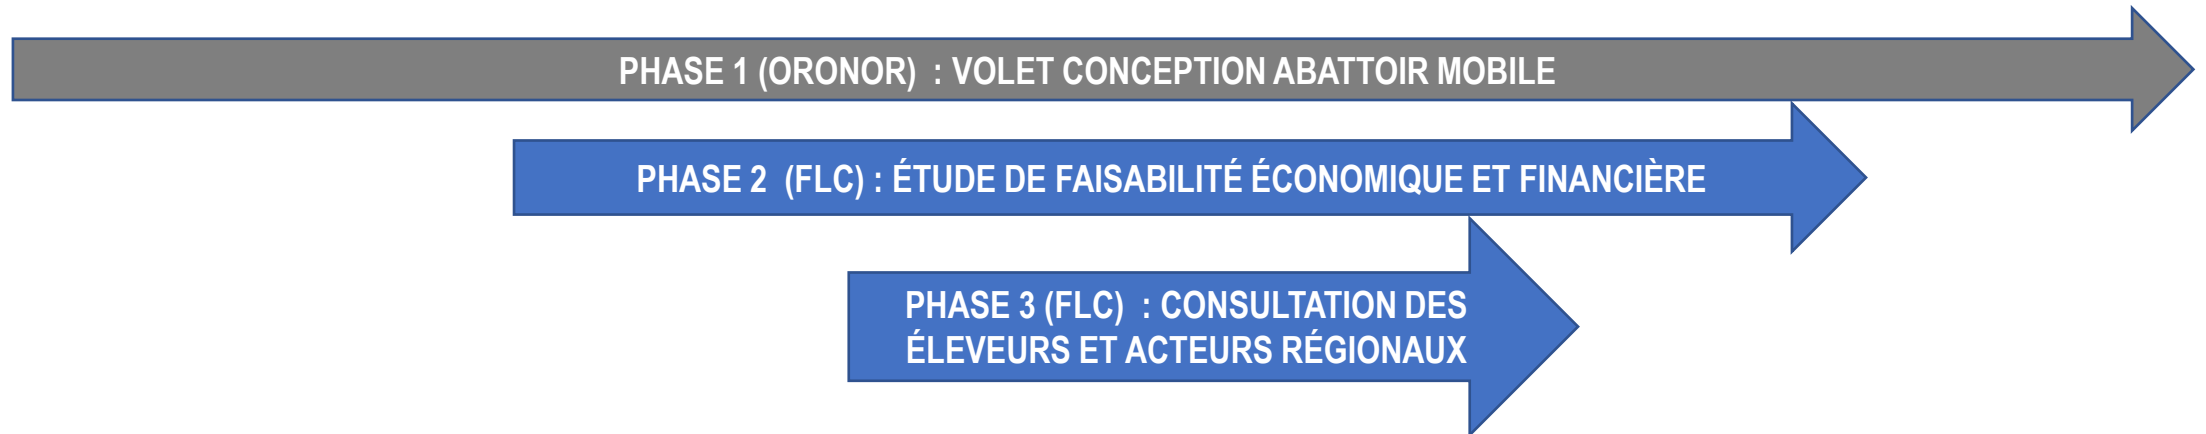 PHASE 1 (ORONOR) : VOLET CONCEPTION ABATTOIR MOBILE
PHASE 2 (FLC) : ÉTUDE DE FAISABILITÉ ÉCONOMIQUE ET FINANCIÈRE
PHASE 3 (FLC) : CONSULTATION DES
ÉLEVEURS ET ACTEURS RÉGIONAUX